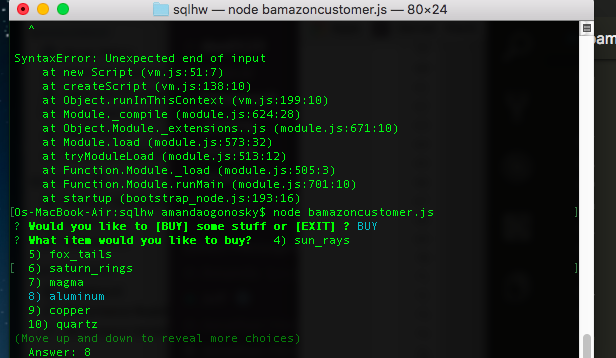 sqlhw — node bamazoncustomer.js — 80×24
^
SyntaxError: Unexpected end of input
at new Script (vm.js:51:7)
at createScript (vm.js:138:10)
at Object.runInThisContext (vm.js:199:10)
at Module._compile (module.js:624:28)
at Object.Module._extensions..js (module.js:671:10)
at Module.load (module.js:573:32)
at tryModuleLoad (module.js:513:12)
at Function.Module._load (module.js:505:3)
at Function.Module.runMain (module.js:701:10)
at startup (bootstrap_node.js:193:16)
[Os-MacBook-Air:sqlhw amandaogonosky$ node bamazoncustomer.js ]
? Would you like to [BUY] some stuff or [EXIT] ? BUY
? What item would you like to buy? 4) sun_rays
5) fox_tails
[ 6) saturn_rings ]
7) magma
8) aluminum
9) copper
10) quartz
(Move up and down to reveal more choices)
Answer: 8
bam